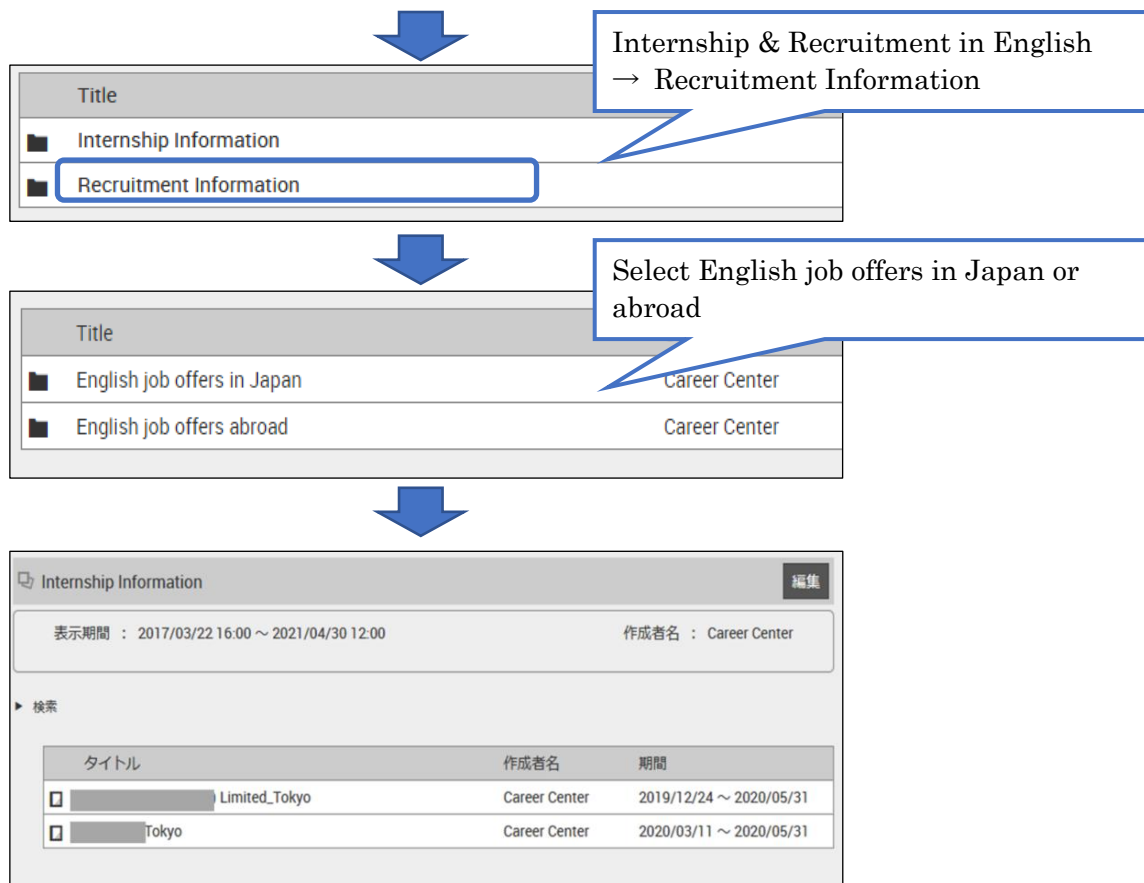 Internship & Recruitment in English
→ Recruitment Information
Title
Internship Information
Recruitment Information
Select English job offers in Japan or
abroad
Title
English job offers in Japan Career Center
English job offers abroad Career Center
Internship Information 編集
表示期間 : 2017/03/22 16:00 ~ 2021/04/30 12:00 作成者名 : Career Center
▶ 検索
タイトル 作成者名 期間
Limited_Tokyo Career Center 2019/12/24 ~ 2020/05/31
Tokyo Career Center 2020/03/11 ~ 2020/05/31